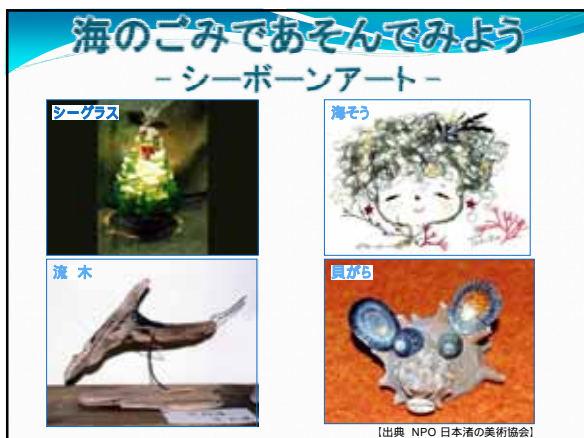 海のごみであそんでみよう
－シーボーンアート－
シーグラス
海そう
流 木
貝がら
[出典 NPO 日本渚の美術協会]